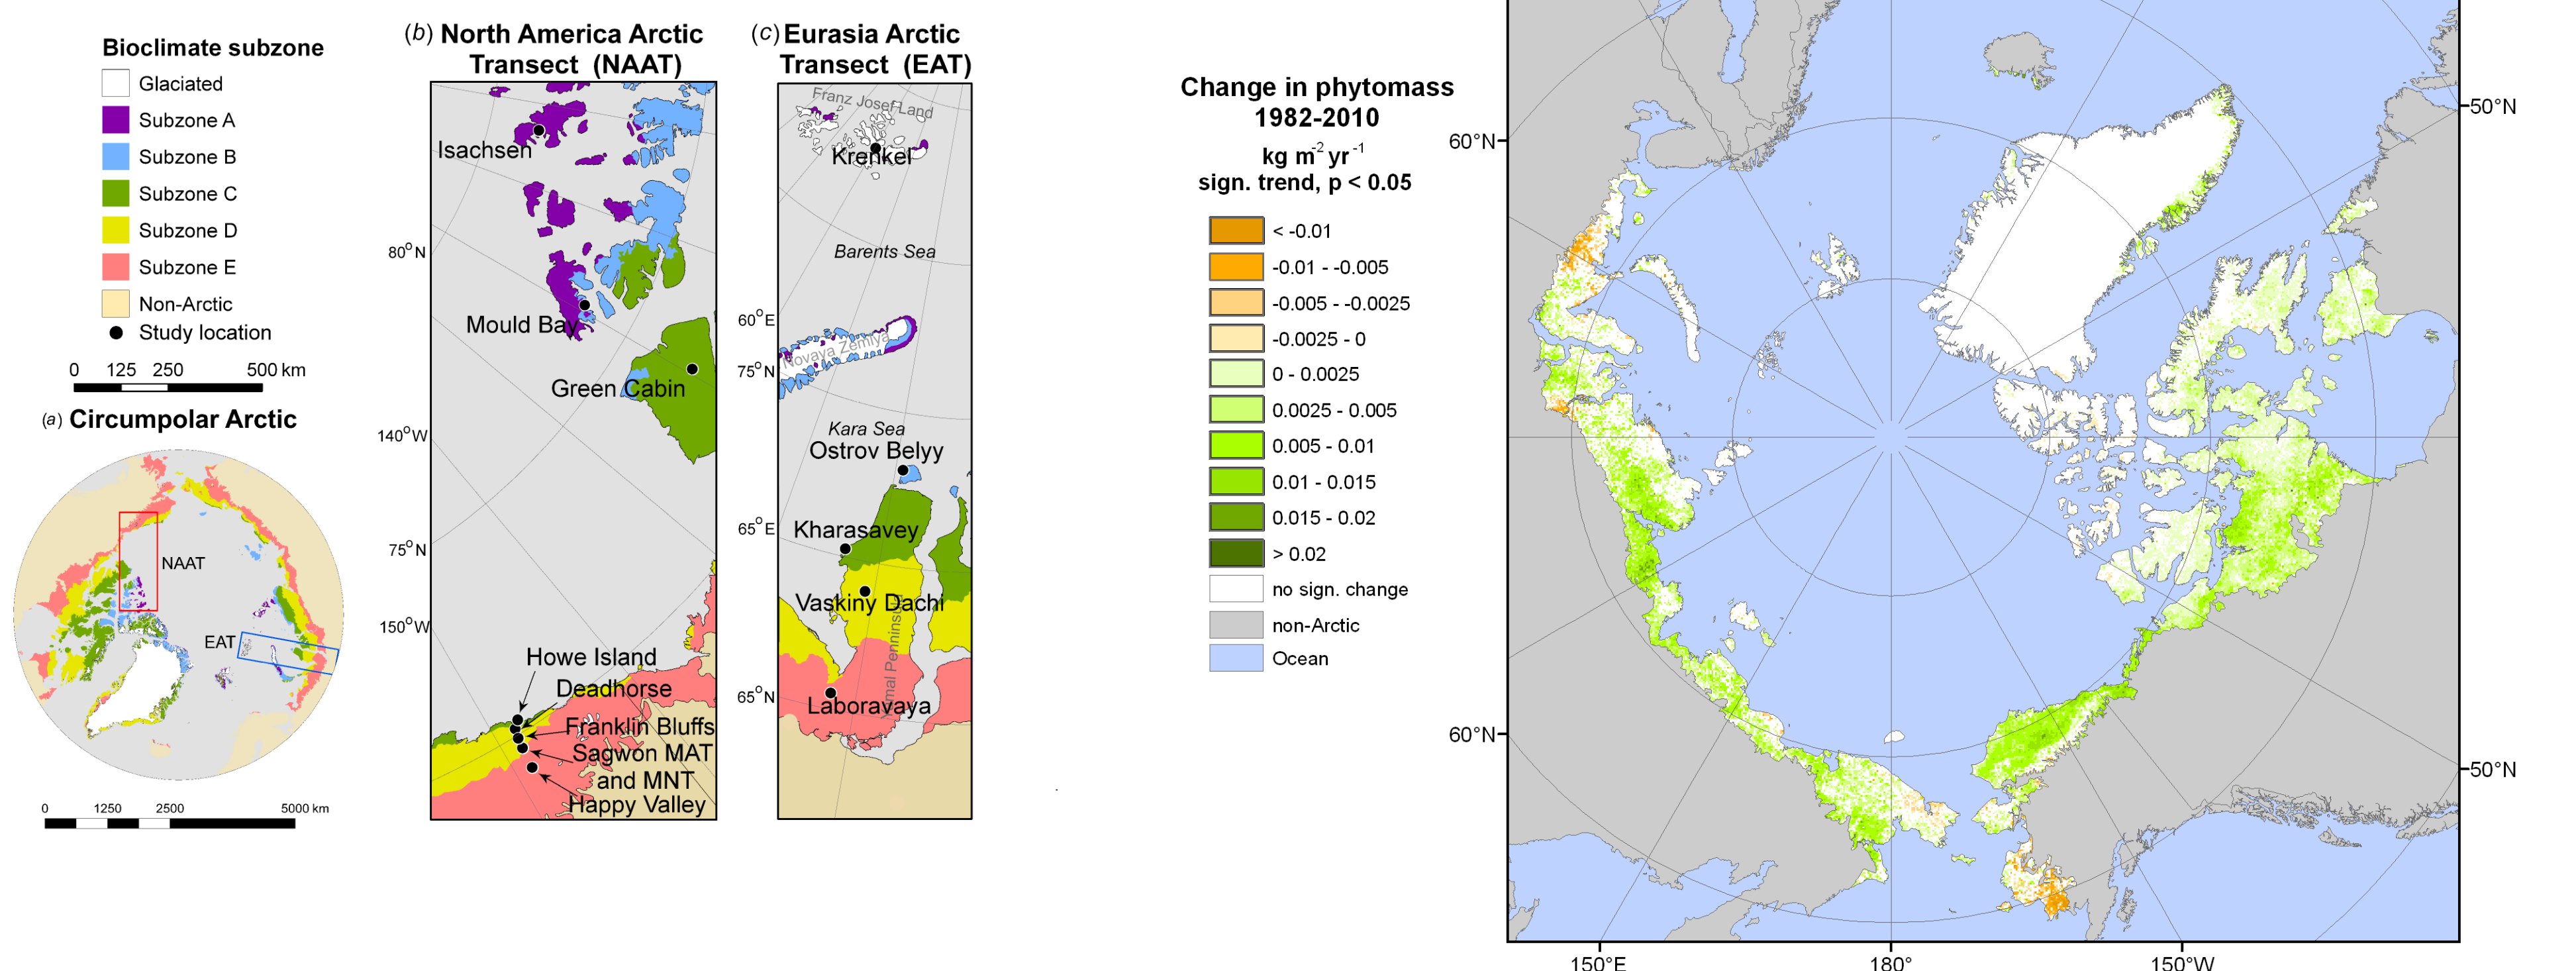 Bioclimate subzone
Glaciated
Subzone A
Subzone B
Subzone C
Subzone D
Subzone E
Non-Arctic
Study location
0 125 250 500 km
(a) Circumpolar Arctic
NAAT
EAT
0 1250 2500 5000 km
(b) North America Arctic
Transect (NAAT)
Isachsen
80°N
Mould Bay
Green Cabin
140°W
75°N
150°W
Howe Island
Deadhorse
Franklin Bluffs
Sagwon MAT
and MNT
Happy Valley
(c) Eurasia Arctic
Transect (EAT)
Franz Josef Land
Krenkel
Barents Sea
60°E
Novaya Zemlya
75°N
Kara Sea
Ostrov Belyy
65°E
Kharasavey
Vaskiny Dachi
Yamal Penninsula
65°N
Laboravaya
Change in phytomass
1982-2010
kg m-2 yr-1
sign. trend, p < 0.05
< -0.01
-0.01 - -0.005
-0.005 - -0.0025
-0.0025 - 0
0 - 0.0025
0.0025 - 0.005
0.005 - 0.01
0.01 - 0.015
0.015 - 0.02
> 0.02
no sign. change
non-Arctic
Ocean
60°N
50°N
60°N
50°N
150°E 180° 150°W